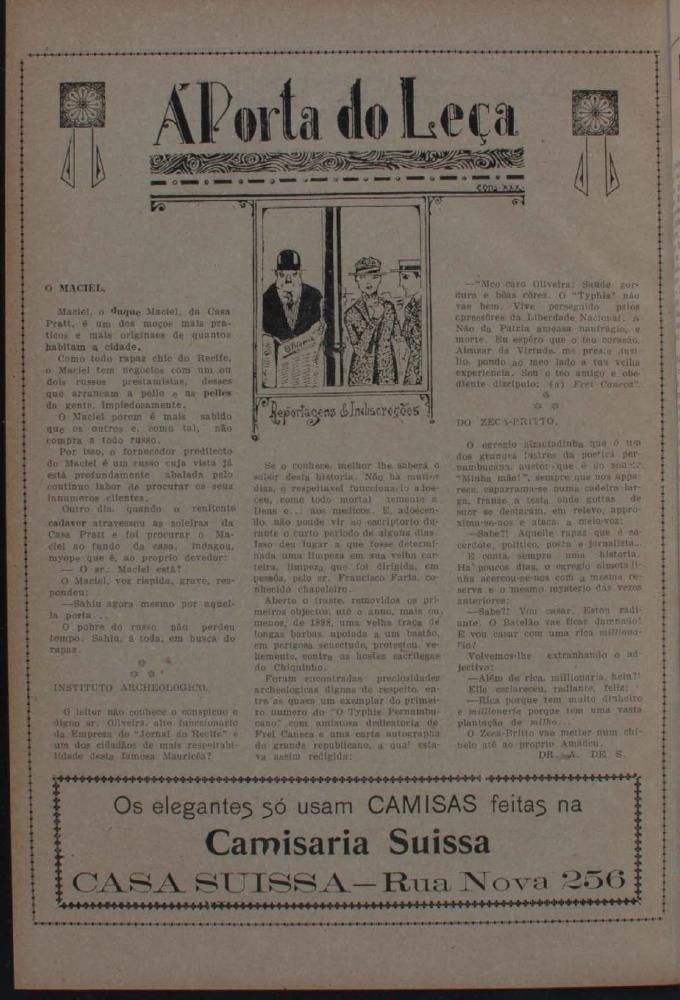 À Porta do Leça
Reportagens & Indiscreções
O MACIEL.
Maciel, o duque Maciel, da Casa
Pratt, é um dos moços mais pra-
ticos e mais originaes de quantos
habitam a cidade.
Como todo rapaz chic do Recife,
o Maciel tem negocios com um ou
dois russos prestamistas, desses
que arrancam a pello e as pelles
da gente, impiedosamente.
O Maciel porem é mais sabido
que os outros e, como tal, não
compra a todo russo.
Por isso, o fornecedor predilecto
do Maciel é um russo cuja vista já
está profundamente abalada pelo
continuo labor de procurar os seus
innumeros clientes.
Outro dia, quando o renitente
cadaver atravessou as soleiras da
Casa Pratt e foi procurar o Ma-
ciel ao fundo da casa, indagou,
myope que é, ao proprio devedor:
— O sr. Maciel está?
O Maciel, voz rispida, grave, res-
pondeu:
—Sahiu agora mesmo por aquel-
la porta...
O pobre do russo não perdeu
tempo. Sahiu, á toda, em busca do
rapaz.
INSTITUTO ARCHEOLOGICO.
O leitor não conhece o conspicuo e
digno sr. Oliveira, alto funccionario
da Empreza do "Jornal do Recife" e
um dos cidadãos de mais respeitabi-
lidade desta famosa Mauricéa?
Se o conhece, melhor lhe saberá o
sabor desta historia. Não ha muitos
dias, o respeitavel funccionario adoe-
ceu, como todo mortal temente a
Deus e... aos medicos. E, adoecen-
do, não poude vir ao escriptorio du-
rante o curto periodo de alguns dias.
Isso deu lugar a que fosse determi-
nada uma limpeza em sua velha car-
teira, limpeza que foi dirigida, em
pessôa, pelo sr. Francisco Faria, co-
nhecido chapeleiro.
Aberto o traste, removidos os pri-
meiros objectos, até o anno, mais ou
menos, de 1898, uma velha traça de
longas barbas, apoiada a um bastão,
em perigosa senectude, protestou, ve-
hemente, contra as hostes sacrilegas
do Chiquinho.
Foram encontradas preciosidades
archeologicas dignas de respeito, en-
tre as quaes um exemplar do primei-
ro numero do "O Typhis Pernambu-
cano" com amistosa dedicatoria de
Frei Caneca e uma carta autographa
do grande republicano, a qual esta-
va assim redigida:
—"Meo caro Oliveira: Saúde gor-
dura e bôas côres. O "Typhis" não
vae bem. Vive perseguido pelos
oppressôres da Liberdade Nacional. A
Não da Patria ameasa naufragio, e
morte. Eu espéro que o teo corasão,
Alcasar da Virtude, me preste auxi
lio, pondo ao meo lado a tua velha
experiencia. Sou o teo amigo e obe-
diente discipulo: (a) Frei Caneca".
DO ZECA-BRITTO.
O egregio que é um
dos grandes lustres da poetica per-
nambucana, auctor que é do
"Minha mãe!", sempre que nos appa-
rece, esparrama-se numa cadeira lar-
ga, franze a testa, onde gottas de
suor se destacam, em relevo, appro-
xima-se-nos e ataca, a meia-voz:
—Sabe?! Aquelle rapaz que é sa-
cerdote, politico, poeta e jornalista...
E conta sempre uma historia.
Ha' poucos dias, o egregio
nha acercou-se-nos com a mesma re-
serva e o mesmo mysterio das vezes
anteriores:
—Sabe?! Vou casar. Estou radi-
ante. O Batelão vae ficar damnado!
E vou casar com uma rica milliona-
ria!
Volvemos-lhe extranhando o ad-
jectivo:
—Além de rica, millionaria, hein?!
Elle esclareceu, radiante, feliz:
—Rica porque tem muito dinheiro
e millionaria porque tem uma vasta
plantação de milho...
O Zeca-Britto vae metter num chi-
nelo até ao proprio Amadeu.
DR. A. DE S.
Os elegantes só usam CAMISAS feitas na
Camisaria Suissa
CASA SUISSA—Rua Nova 256